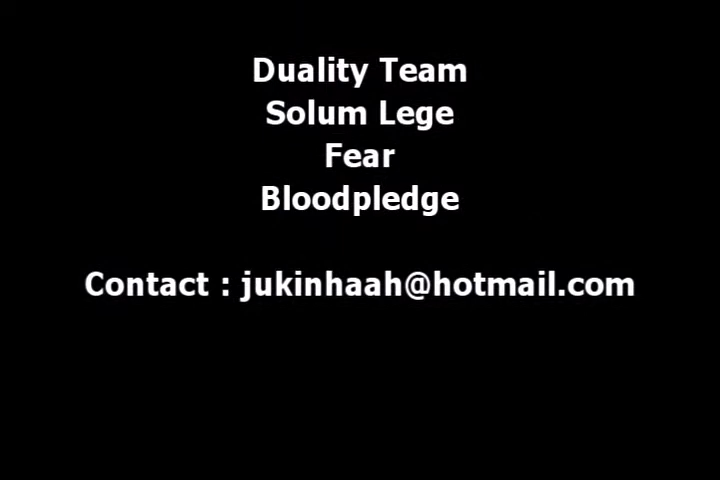 Duality Team
Solum Lege
Fear
Bloodpledge
Contact : jukinhaah@hotmail.com